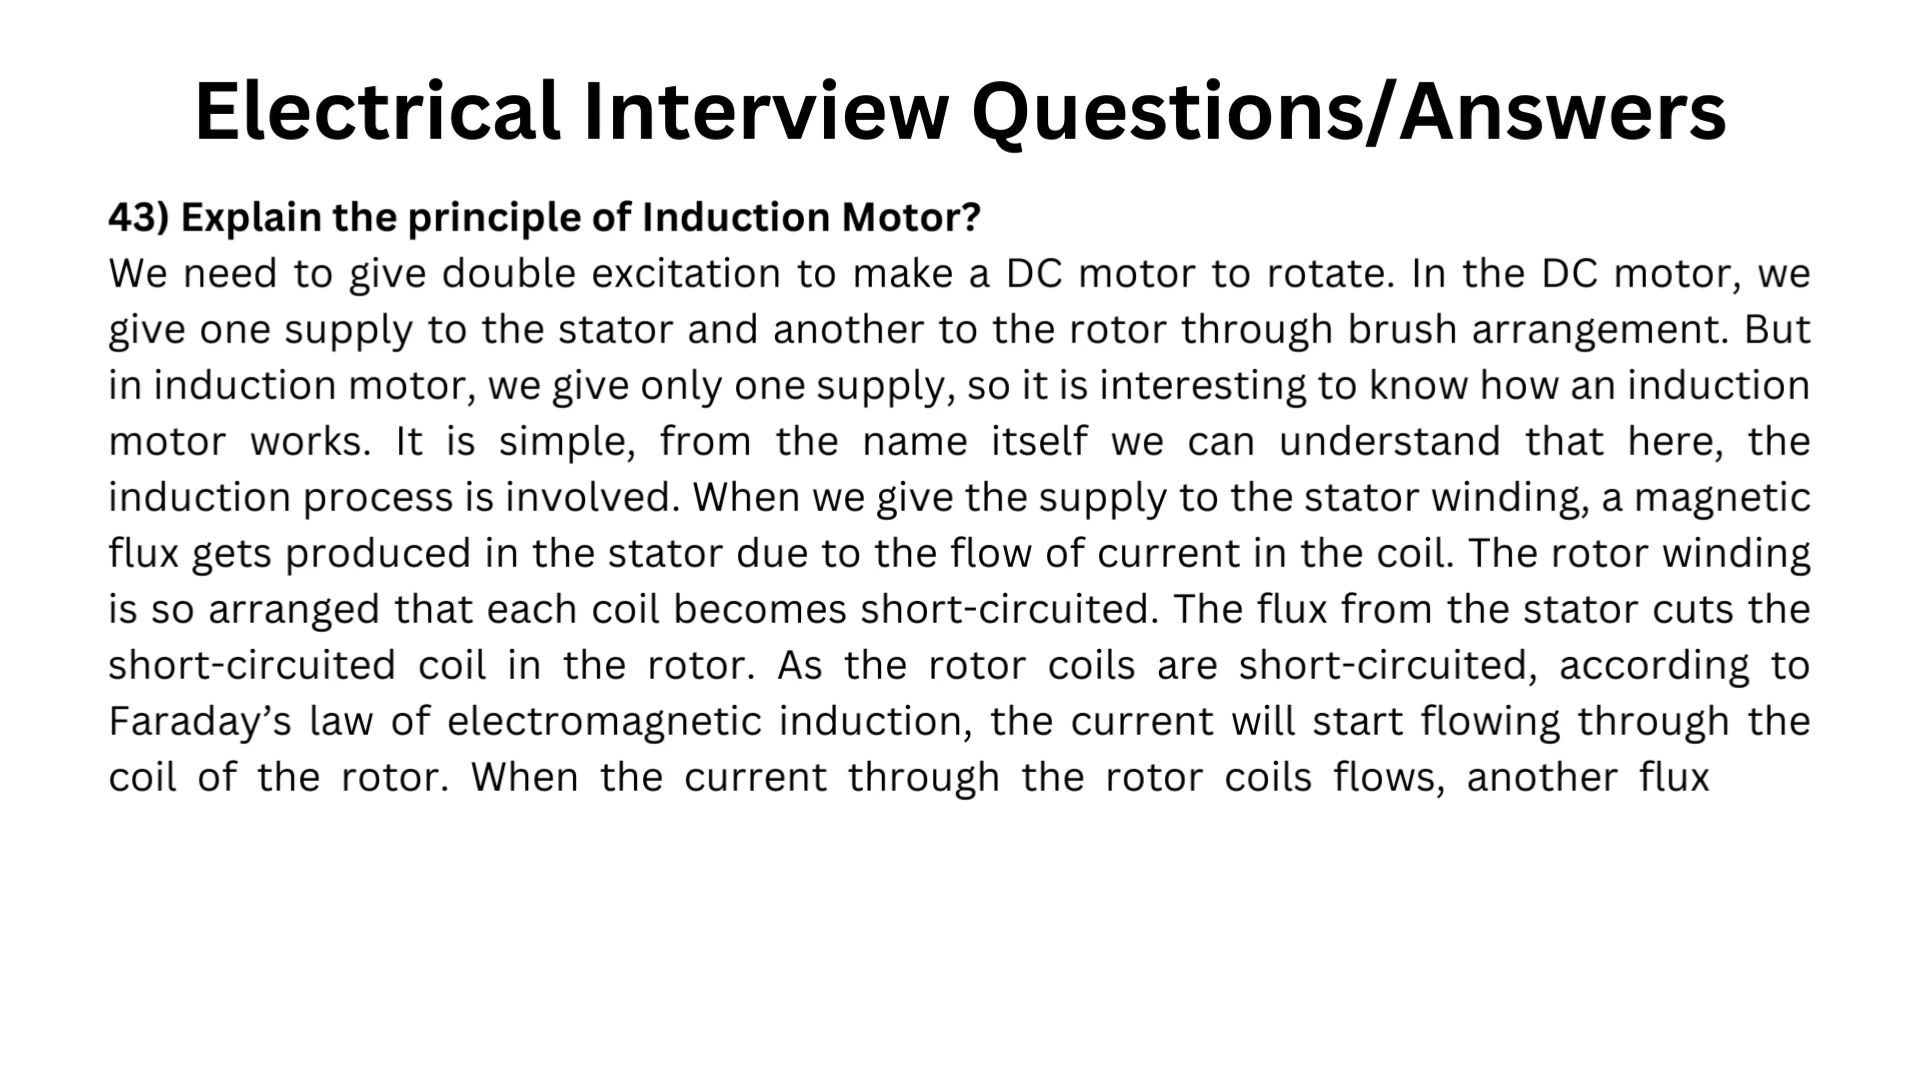 Electrical Interview Questions/Answers
43) Explain the principle of Induction Motor?
We need to give double excitation to make a DC motor to rotate. In the DC motor, we
give one supply to the stator and another to the rotor through brush arrangement. But
in induction motor, we give only one supply, so it is interesting to know how an induction
motor works. It is simple, from the name itself we can understand that here, the
induction process is involved. When we give the supply to the stator winding, a magnetic
flux gets produced in the stator due to the flow of current in the coil. The rotor winding
is so arranged that each coil becomes short-circuited. The flux from the stator cuts the
short-circuited coil in the rotor. As the rotor coils are short-circuited, according to
Faraday’s law of electromagnetic induction, the current will start flowing through the
coil of the rotor. When the current through the rotor coils flows, another flux